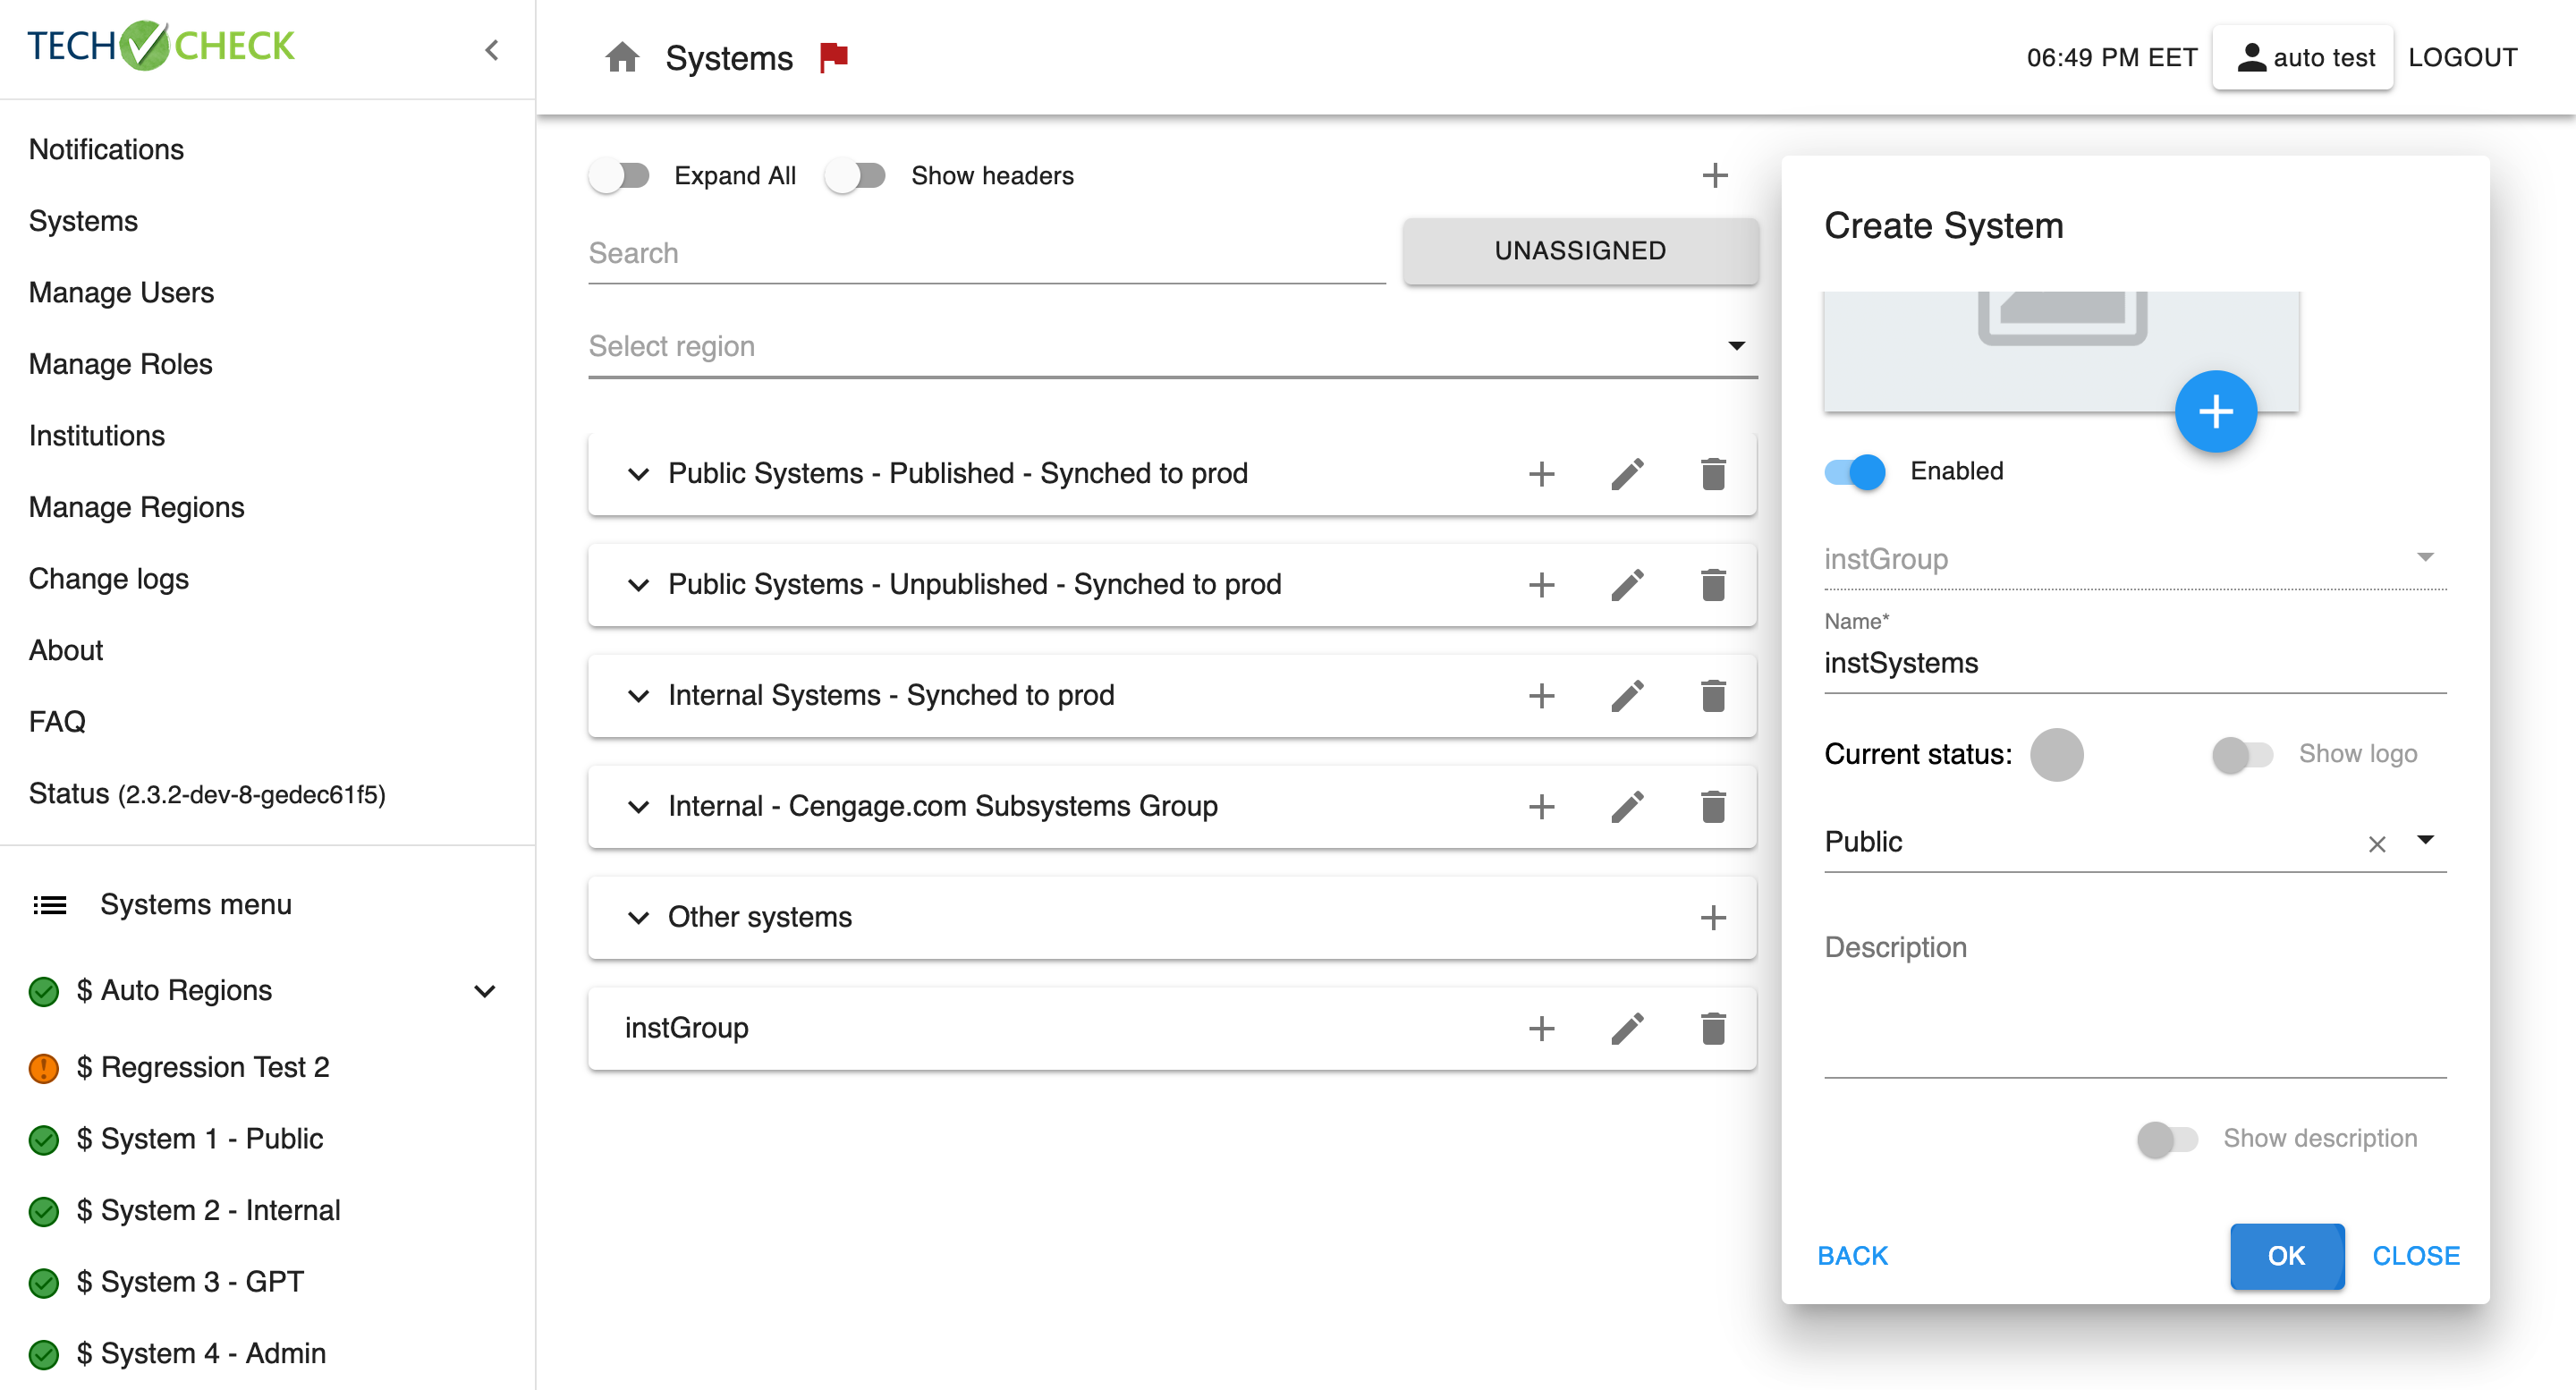 TECH CHECK
Notifications
Systems
Manage Users
Manage Roles
Institutions
Manage Regions
Change logs
About
FAQ
Status (2.3.2-dev-8-gedec61f5)
Systems menu
$ Auto Regions
$ Regression Test 2
$ System 1 - Public
$ System 2 - Internal
$ System 3 - GPT
$ System 4 - Admin
Systems
06:49 PM EET
auto test
LOGOUT
Expand All
Show headers
Search
UNASSIGNED
Select region
Public Systems - Published - Synched to prod
Public Systems - Unpublished - Synched to prod
Internal Systems - Synched to prod
Internal - Cengage.com Subsystems Group
Other systems
instGroup
Create System
Enabled
instGroup
Name*
instSystems
Current status:
Show logo
Public
Description
Show description
BACK
OK
CLOSE